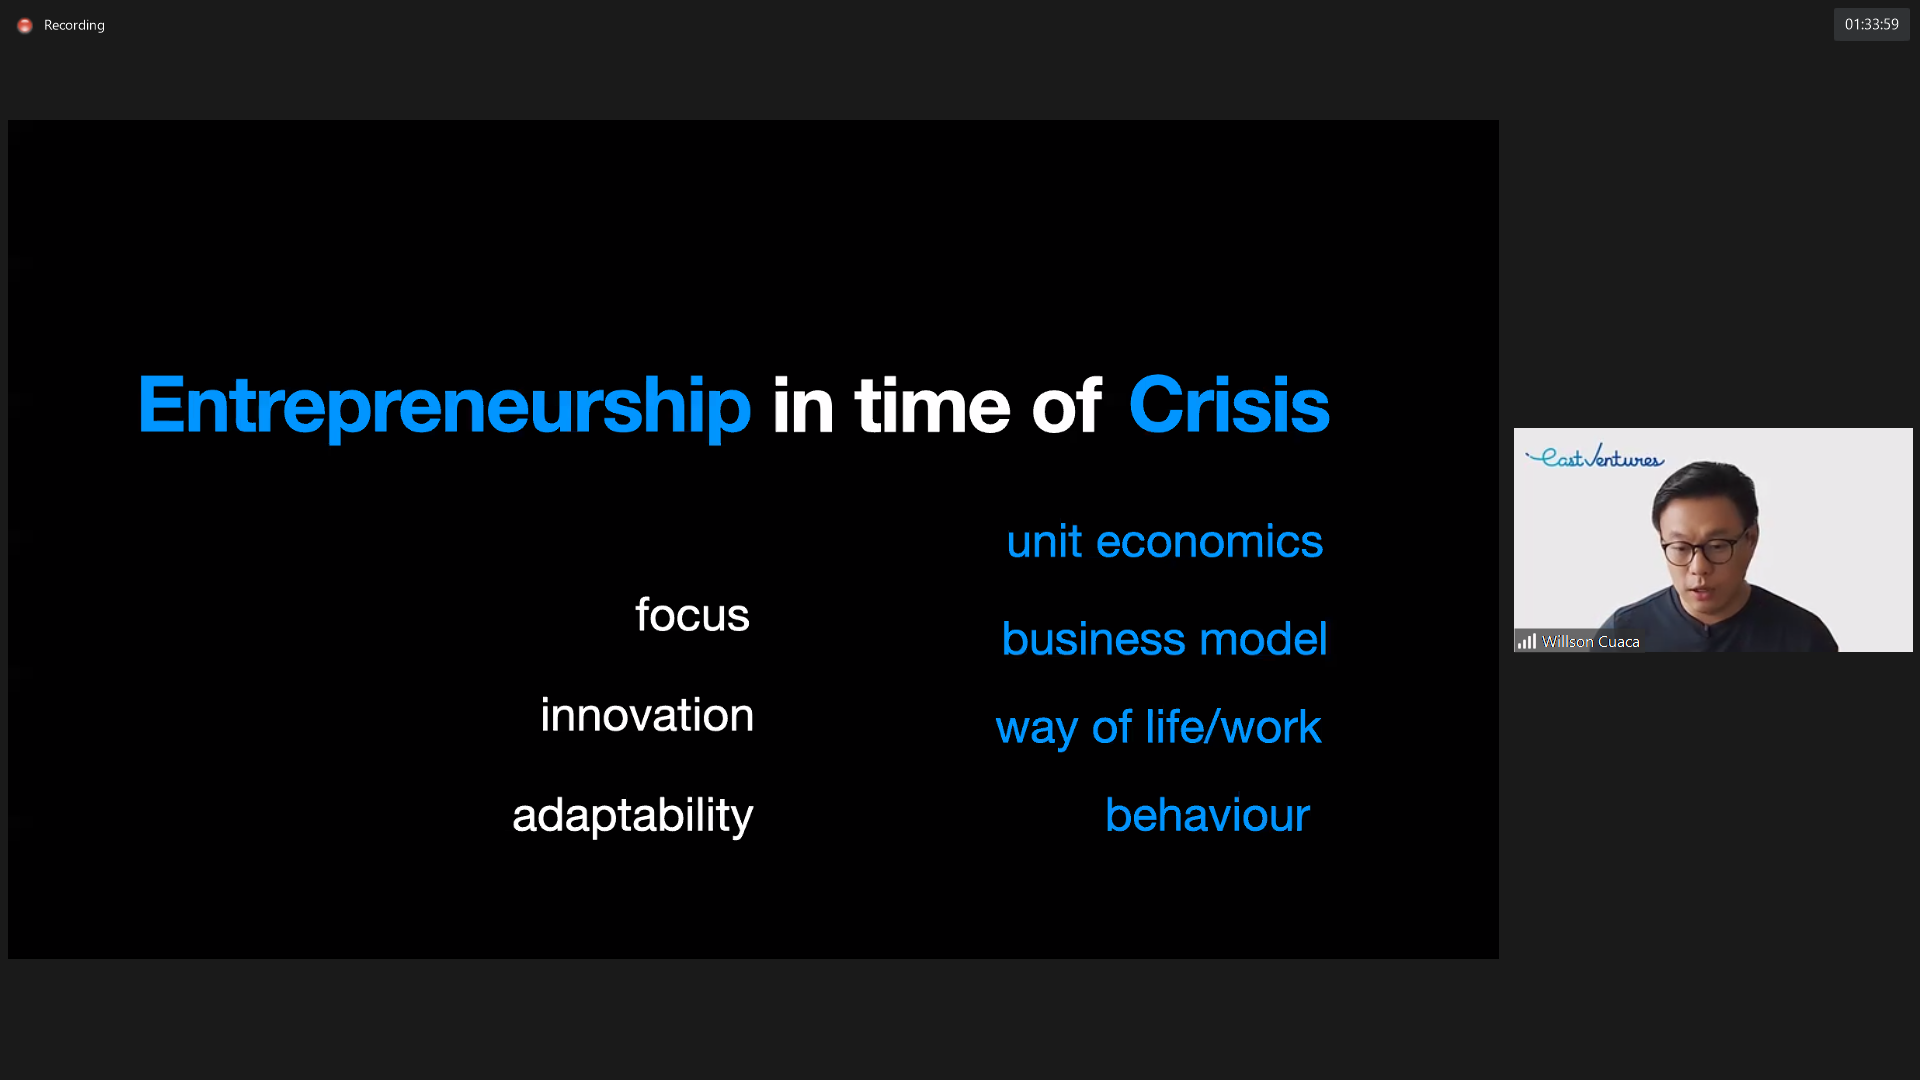 Recording
01:33:59
Entrepreneurship in time of Crisis
focus
innovation
adaptability
unit economics
business model
way of life/work
behaviour
East Ventures
Willson Cuaca